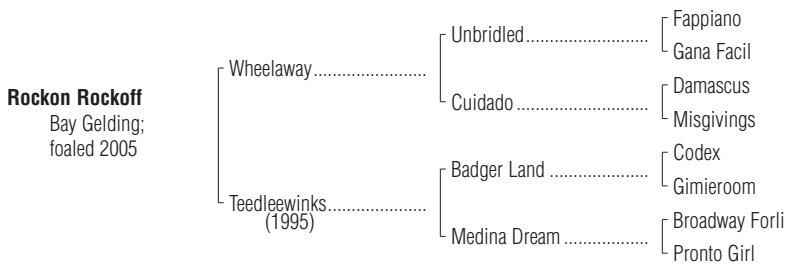 Rockon Rockoff
Bay Gelding;
foaled 2005
Wheelaway........................
Teedleewinks.....................
(1995)
Unbridled..........................
Cuidado ............................
Badger Land .....................
Medina Dream ..................
Fappiano
Gana Facil
Damascus
Misgivings
Codex
Gimieroom
Broadway Forli
Pronto Girl